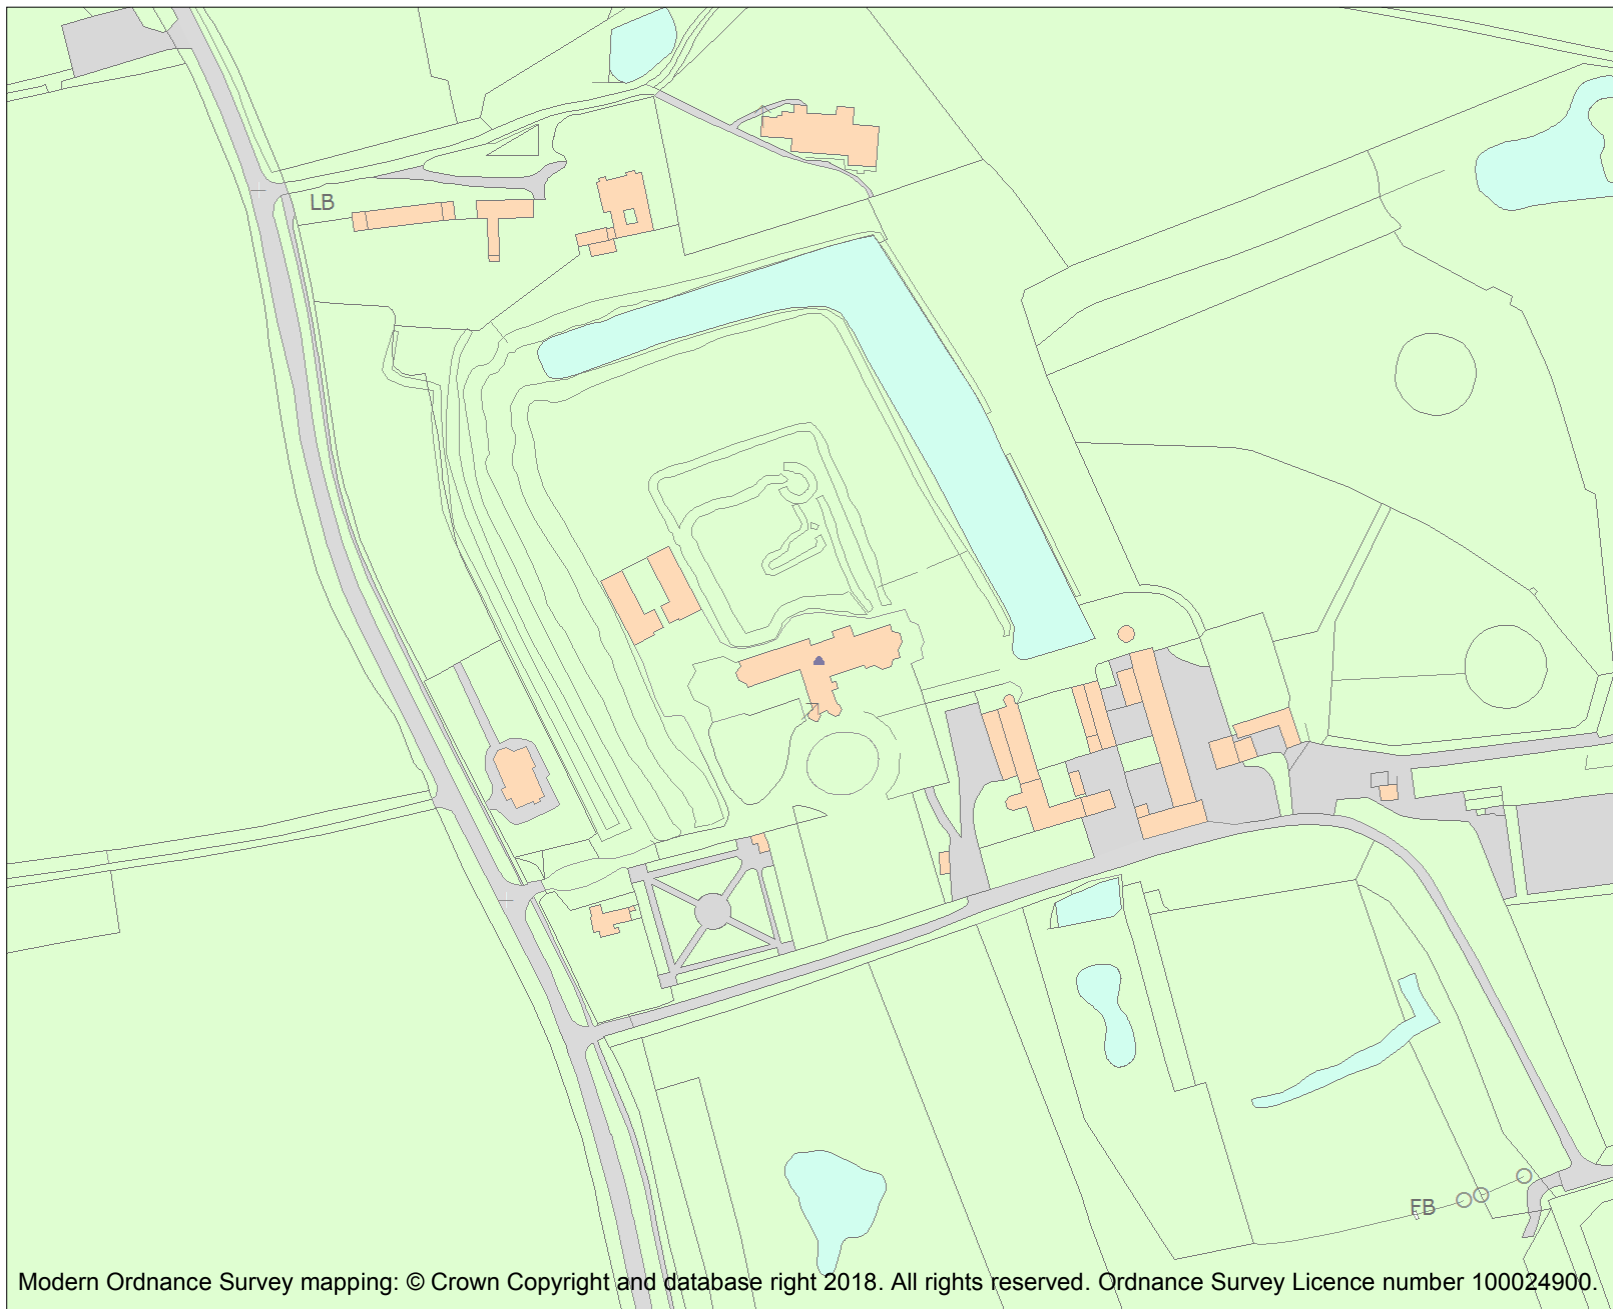 LB
FB
Modern Ordnance Survey mapping: © Crown Copyright and database right 2018. All rights reserved. Ordnance Survey Licence number 100024900.